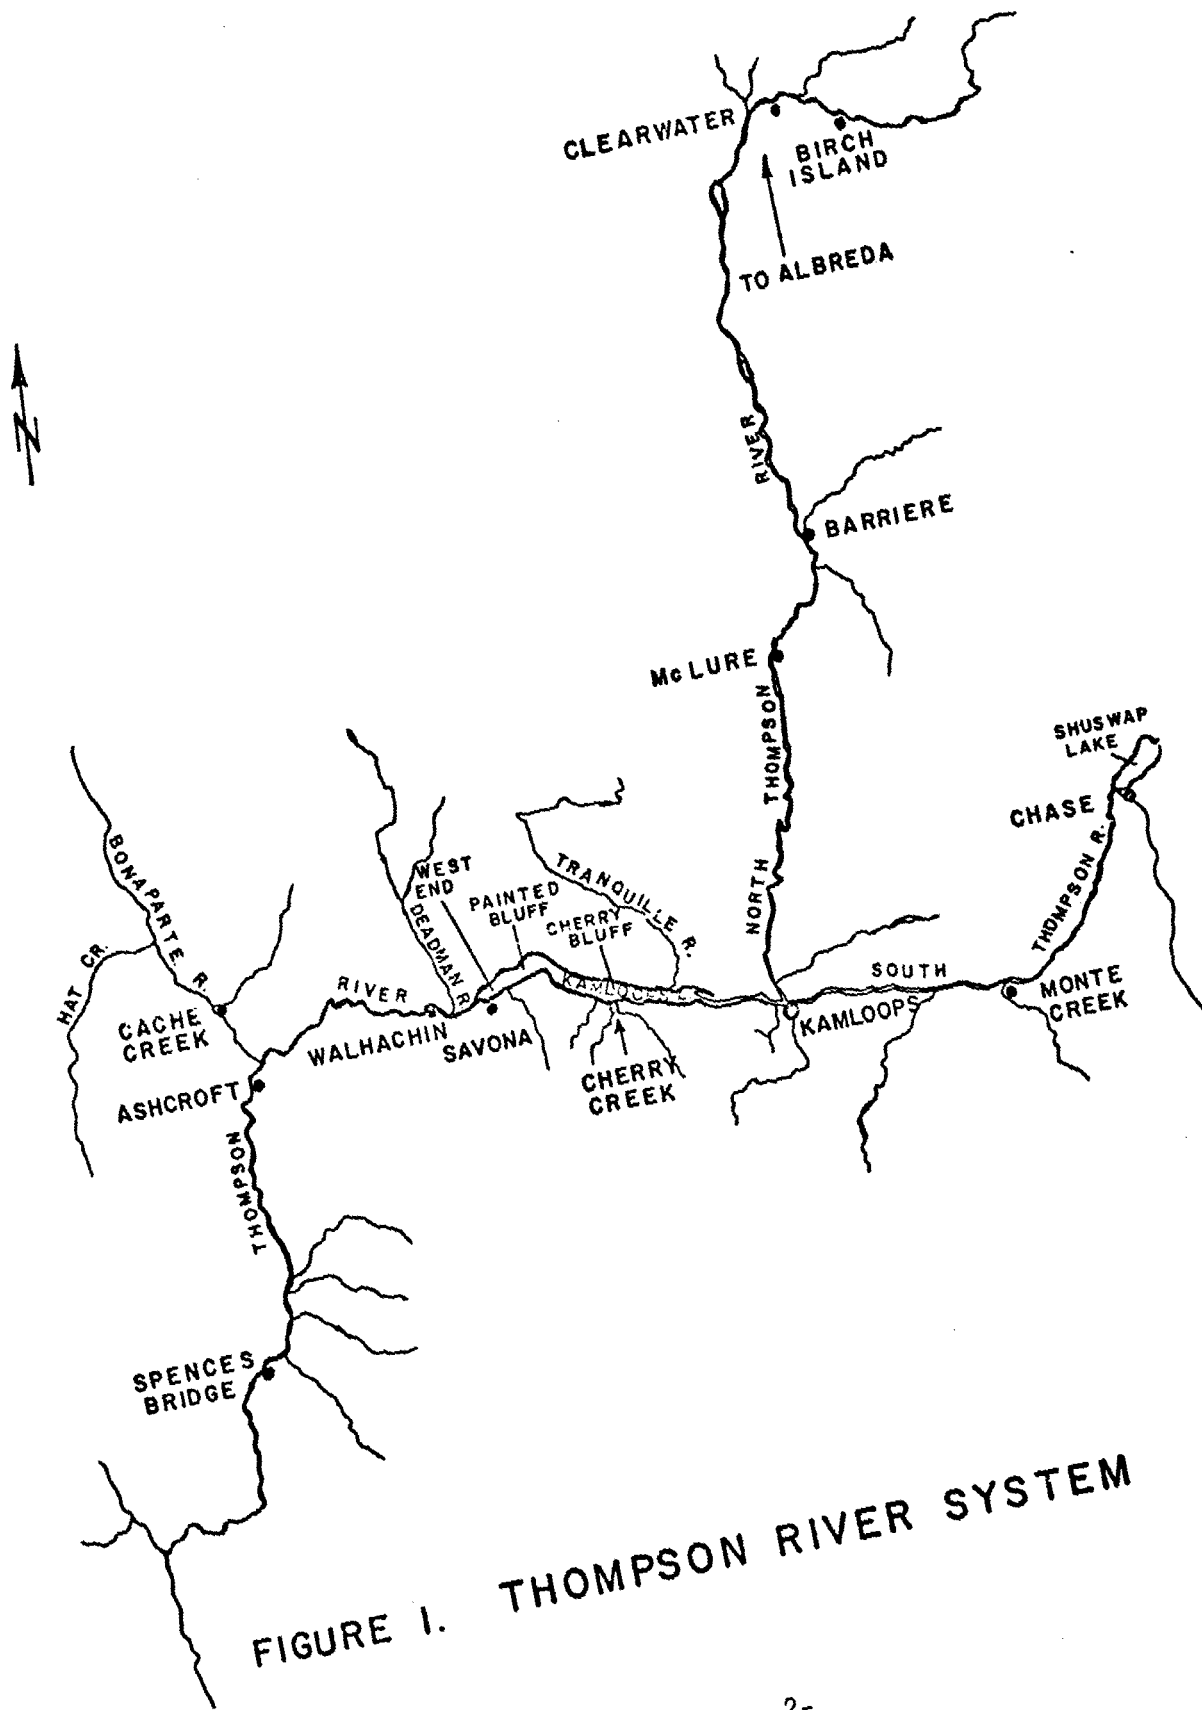 CLEARWATER
BIRCH
ISLAND
TO ALBREDA
N
RIVER
BARRIERE
McLURE
THOMPSON
NORTH
SHUSWAP
LAKE
CHASE
THOMPSON R.
SOUTH
MONTE
CREEK
KAMLOOPS
BONAPARTE R.
HAT CR.
CACHE
CREEK
WEST
END
DEADMAN R.
PAINTED
BLUFF
CHERRY
BLUFF
TRANQUILLE R.
RIVER
WALHACHIN
SAVONA
CHERRY
CREEK
ASHCROFT
THOMPSON
SPENCES
BRIDGE
FIGURE 1. THOMPSON RIVER SYSTEM